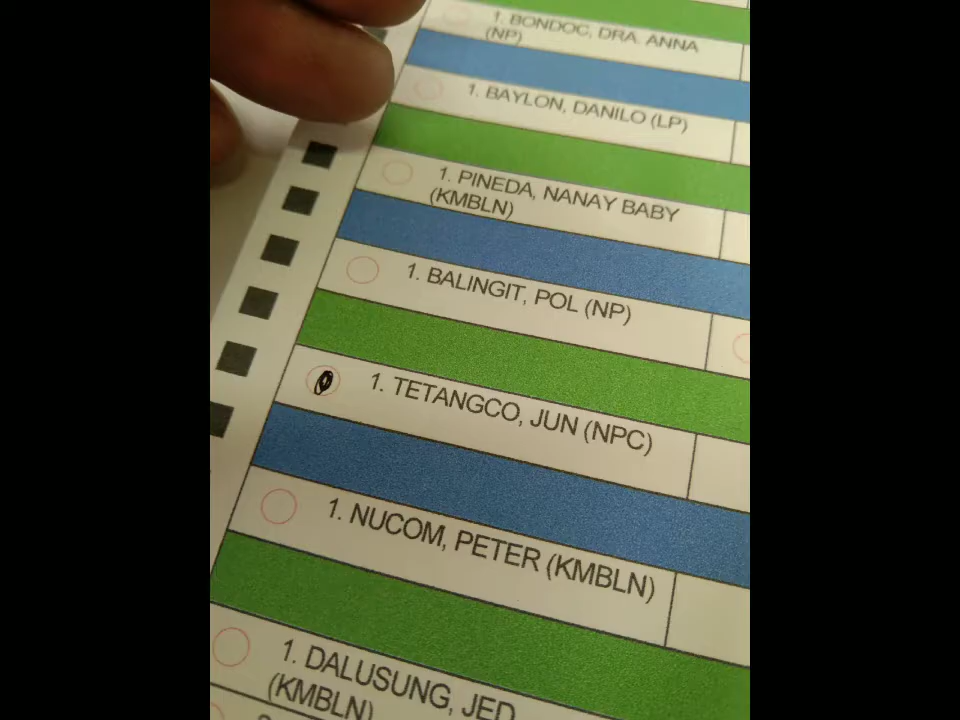 1. BONDOC, DRA. ANNA
(NP)
1. BAYLON, DANILO (LP)
1. PINEDA, NANAY BABY
(KMBLN)
1. BALINGIT, POL (NP)
1. TETANGCO, JUN (NPC)
1. NUCOM, PETER (KMBLN)
1. DALUSUNG, JED
(KMBLN)